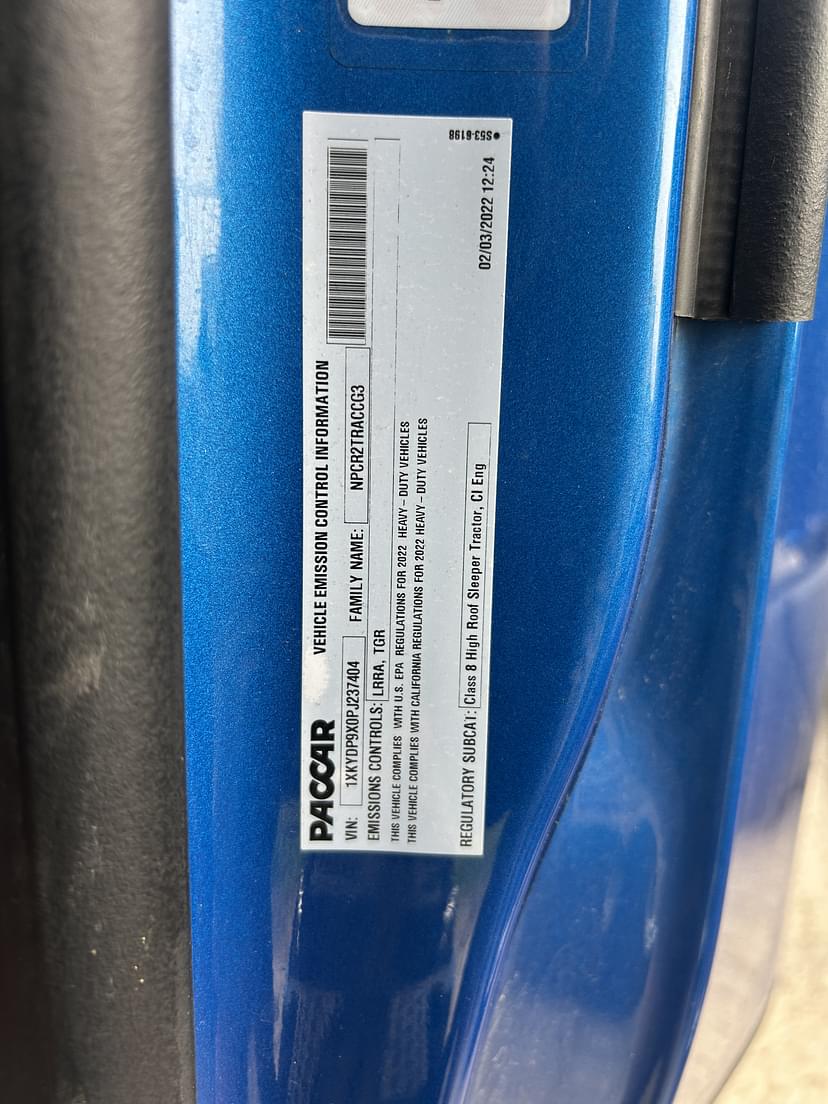 PACCAR VEHICLE EMISSION CONTROL INFORMATION
VIN: 1XKYDP9X0PJ237404 FAMILY NAME: NPCR2TRACCG3
EMISSIONS CONTROLS: LRRA, TGR
THIS VEHICLE COMPLIES WITH U.S. EPA REGULATIONS FOR 2022 HEAVY – DUTY VEHICLES
THIS VEHICLE COMPLIES WITH CALIFORNIA REGULATIONS FOR 2022 HEAVY – DUTY VEHICLES
REGULATORY SUBCAT: Class 8 High Roof Sleeper Tractor, CI Eng
02/03/2022 12:24
●S53-6198